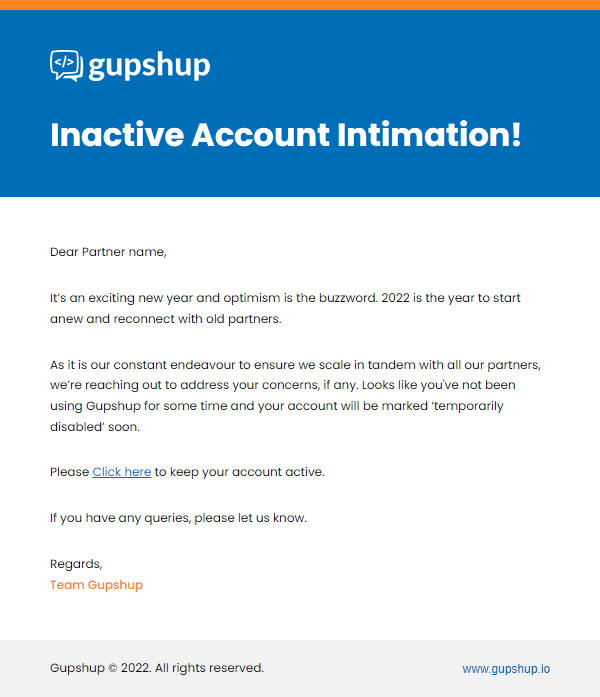 </> gupshup
Inactive Account Intimation!
Dear Partner name,
It's an exciting new year and optimism is the buzzword. 2022 is the year to start
anew and reconnect with old partners.
As it is our constant endeavour to ensure we scale in tandem with all our partners,
we're reaching out to address your concerns, if any. Looks like you've not been
using Gupshup for some time and your account will be marked ‘temporarily
disabled’ soon.
Please Click here to keep your account active.
If you have any queries, please let us know.
Regards,
Team Gupshup
Gupshup © 2022. All rights reserved. www.gupshup.io